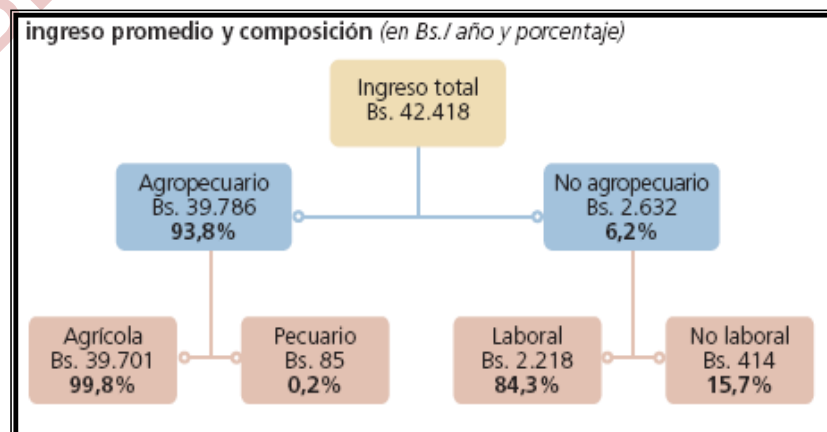 ingreso promedio y composición (en Bs./ año y porcentaje)
Ingreso total
Bs. 42.418
Agropecuario
Bs. 39.786
93,8%
No agropecuario
Bs. 2.632
6,2%
Agrícola
Bs. 39.701
99,8%
Pecuario
Bs. 85
0,2%
Laboral
Bs. 2.218
84,3%
No laboral
Bs. 414
15,7%